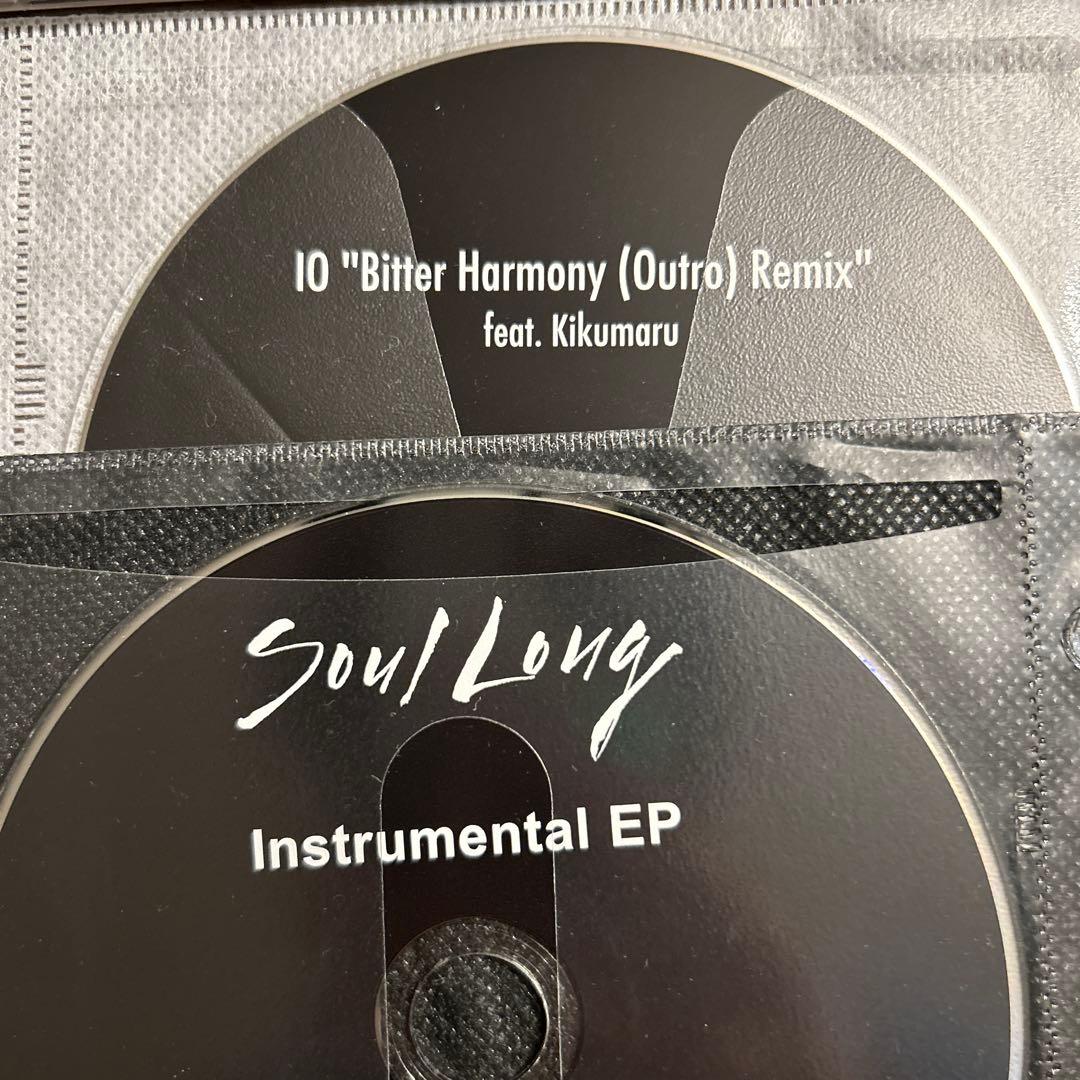 IO "Bitter Harmony (Outro) Remix"
feat. Kikumaru
Soul Long
Instrumental EP